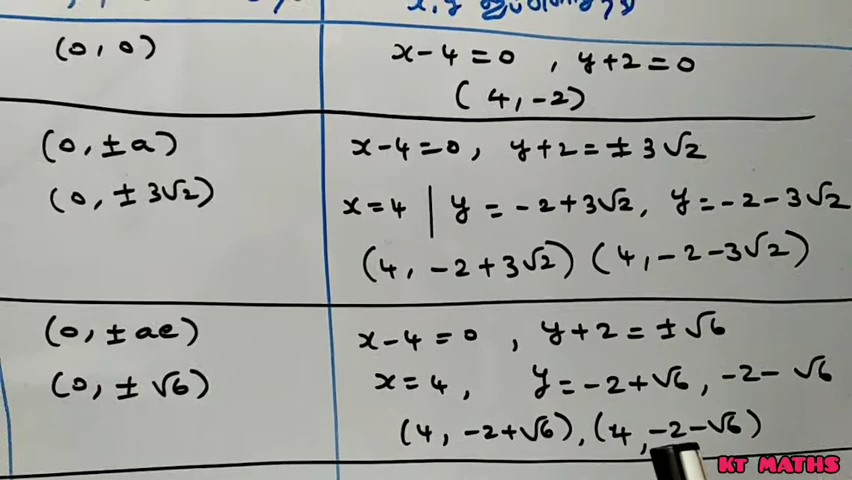 x, y
(0, 0)
x - 4 = 0 , y + 2 = 0
(4, -2)
(0, ±a)
x - 4 = 0, y + 2 = ± 3√2
(0, ± 3√2)
x = 4 | y = -2 + 3√2, y = -2 - 3√2
(4, -2 + 3√2) (4, -2 - 3√2)
(0, ± ae)
x - 4 = 0 , y + 2 = ±√6
(0, ± √6)
x = 4, y = -2 + √6, -2 - √6
(4, -2+√6), (4, -2-√6)
KT MATHS